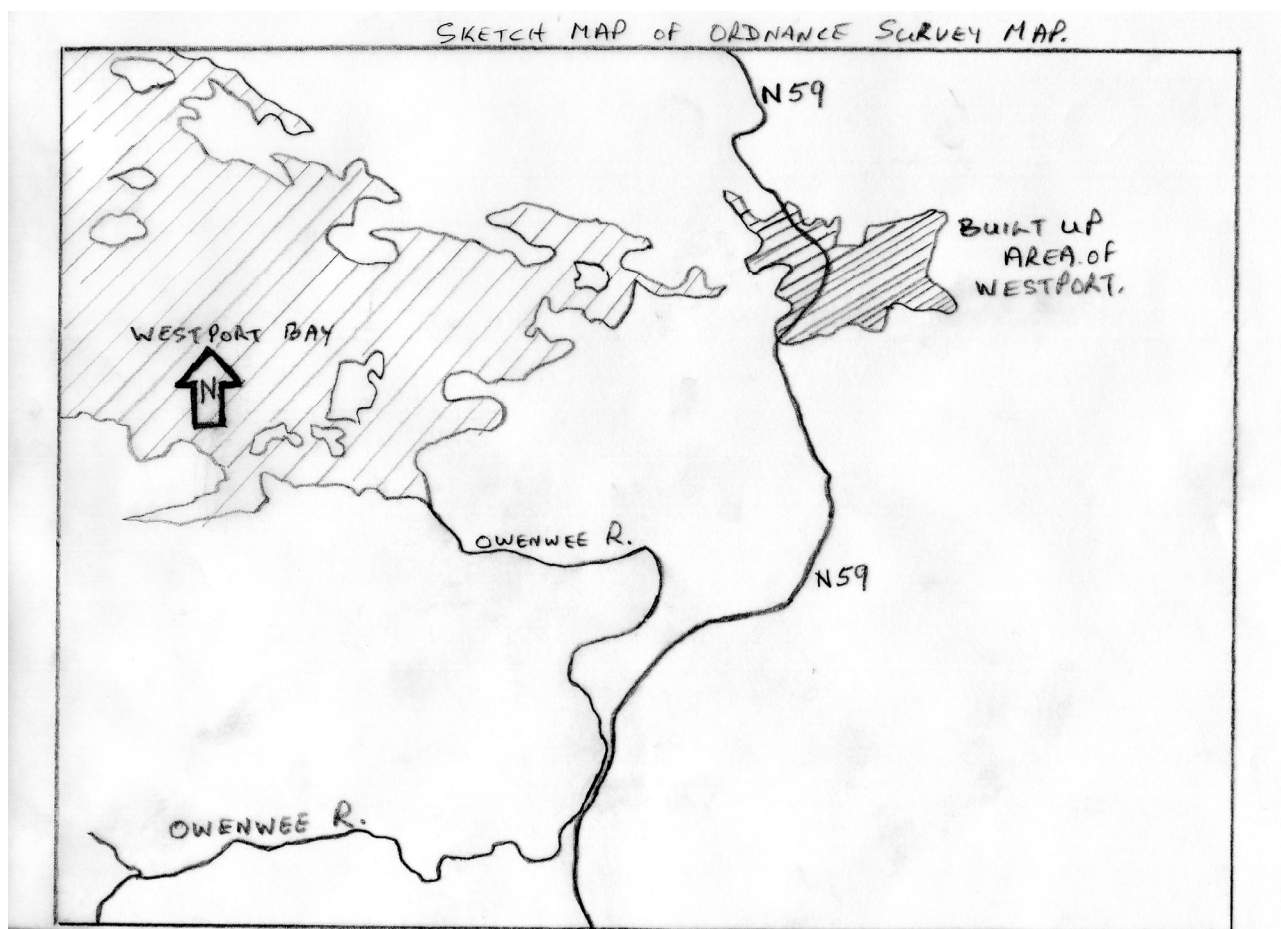 SKETCH MAP OF ORDNANCE SURVEY MAP.
N59
BUILT UP
AREA.OF
WESTPORT.
WESTPORT BAY
N
OWENWEE R.
N59
OWENWEE R.